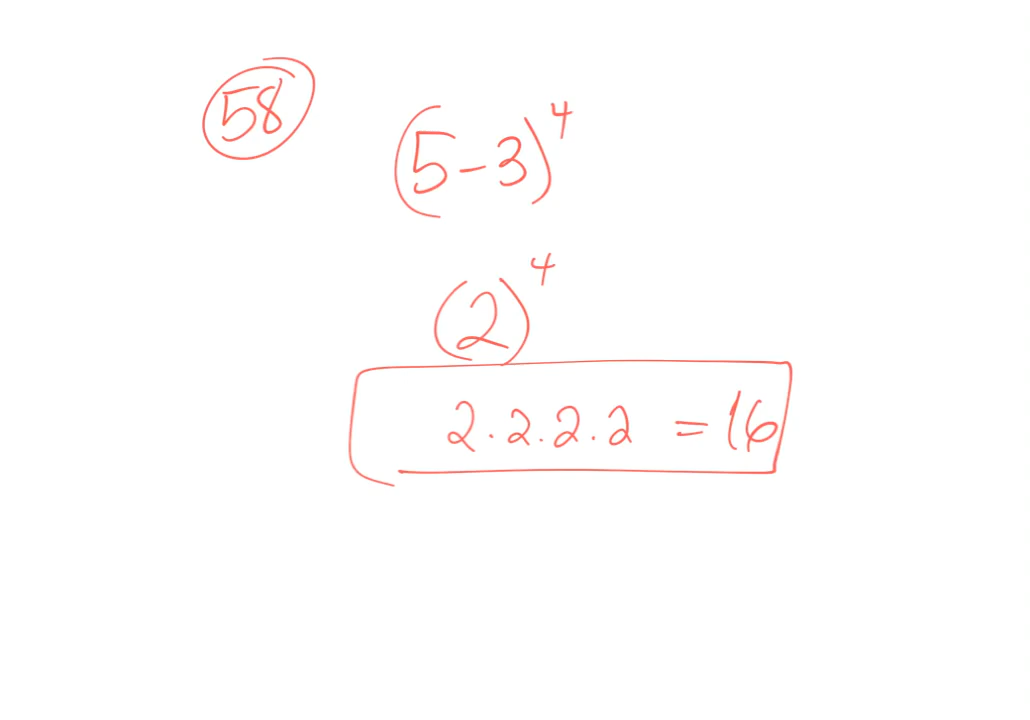 58
(5-3)⁴
(2)⁴
2.2.2.2 = 16